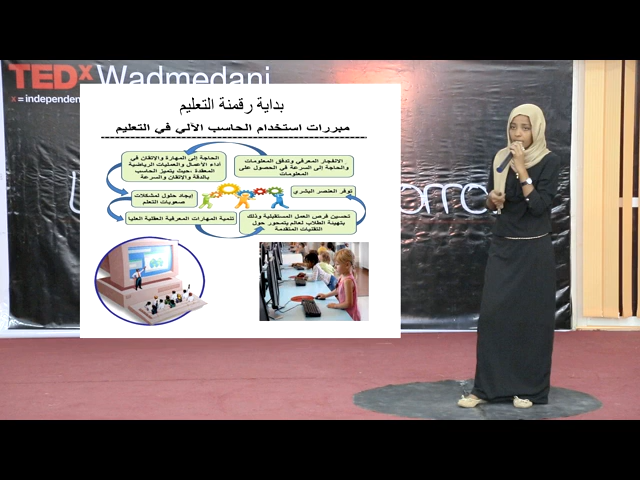 TEDx Wadmedani
x = independen
بداية رقمنة التعليم
مبررات استخدام الحاسب الآلي في التعليم
الانفجار المعرفي وتدفق المعلومات
والحاجة إلى السرعة في الحصول على
المعلومات
الحاجة إلى المهارة والإتقان في
أداء الأعمال والعمليات الرياضية
المعقدة ،حيث يتميز الحاسب
بالدقة والإتقان والسرعة
توفر العنصر البشري
إيجاد حلول لمشكلات
صعوبات التعلم
تحسين فرص العمل المستقبلية وذلك
بتهيئة الطلاب لعالم يتمحور حول
التقنيات المتقدمة
تنمية المهارات المعرفية العقلية العليا